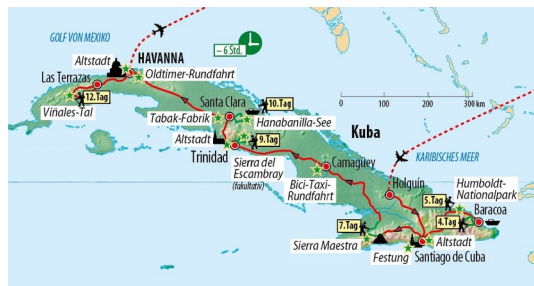 GOLF VON MEXIKO
– 6 Std.
HAVANNA
Altstadt
Las Terrazas
Oldtimer-Rundfahrt
12.Tag
Viñales-Tal
Santa Clara
10.Tag
Tabak-Fabrik
Hanabanilla-See
0 100 200 300 km
Altstadt
9.Tag
Kuba
Trinidad
Sierra del
Escambray
(fakultativ)
Camagüey
KARIBISCHES MEER
Bici-Taxi-
Rundfahrt
Holguín
Humboldt-
Nationalpark
5.Tag
Baracoa
4.Tag
7.Tag
Sierra Maestra
Altstadt
Festung
Santiago de Cuba